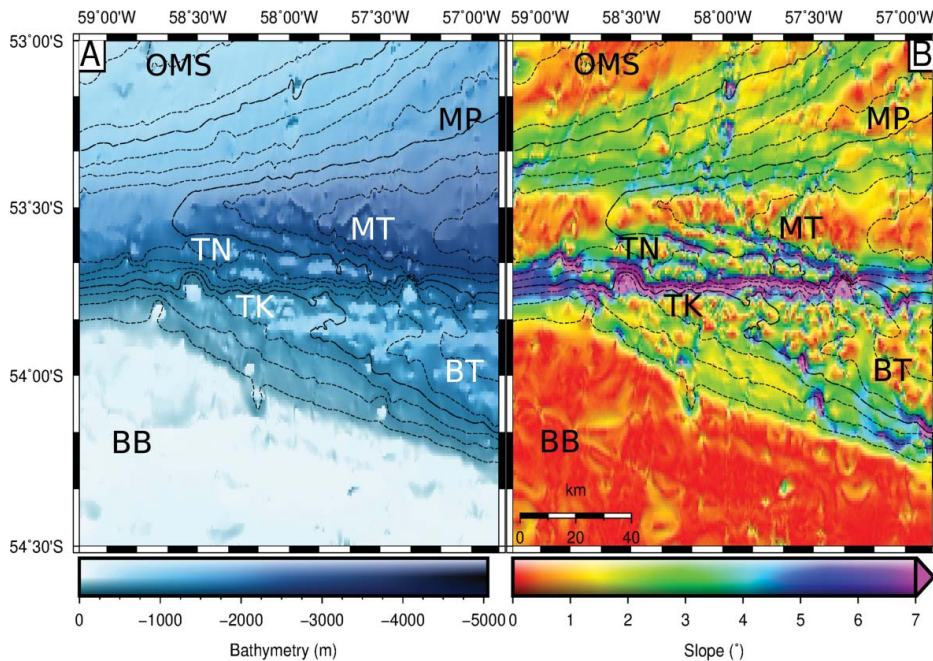 59°00'W 58°30'W 58°00'W 57°30'W 57°00'W 59°00'W 58°30'W 58°00'W 57°30'W 57°00'W
53°00'S
A
OMS
MP
B
OMS
MP
53°30'S
MT
TN
TK
MT
TN
TK
54°00'S
BT
BB
BT
BB
km
0 20 40
54°30'S
0 −1000 −2000 −3000 −4000 −5000
Bathymetry (m)
0 1 2 3 4 5 6 7
Slope (°)